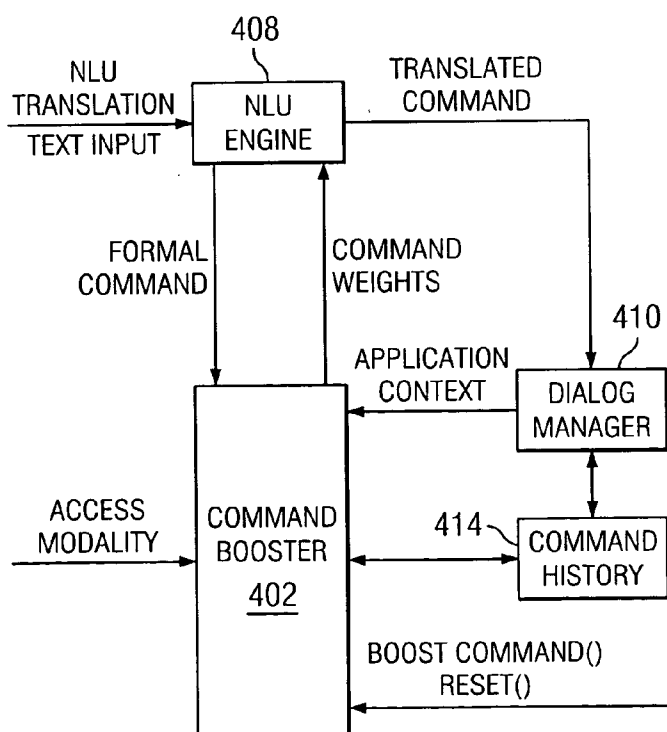 408
NLU
TRANSLATION
TEXT INPUT
NLU
ENGINE
TRANSLATED
COMMAND
FORMAL
COMMAND
COMMAND
WEIGHTS
410
APPLICATION
CONTEXT
DIALOG
MANAGER
ACCESS
MODALITY
COMMAND
BOOSTER
402
414
COMMAND
HISTORY
BOOST COMMAND()
RESET()